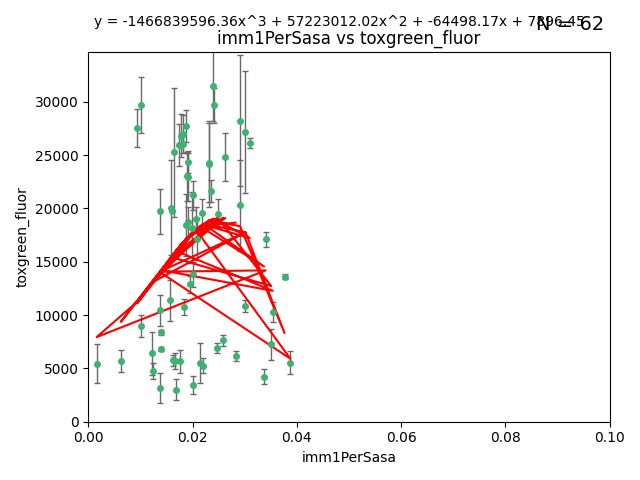 y = -1466839596.36x^3 + 57223012.02x^2 + -64498.17x + 7896.45
N = 62
imm1PerSasa vs toxgreen_fluor
30000
25000
20000
15000
10000
5000
0
toxgreen_fluor
0.00 0.02 0.04 0.06 0.08 0.10
imm1PerSasa